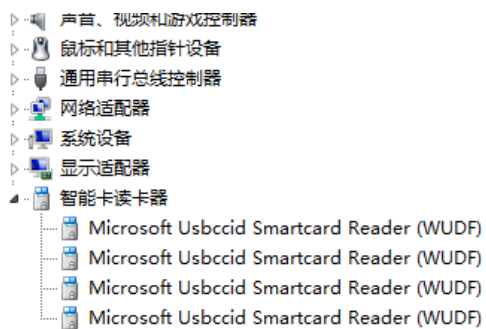 声音、视频和游戏控制器
鼠标和其他指针设备
通用串行总线控制器
网络适配器
系统设备
显示适配器
智能卡读卡器
Microsoft Usbccid Smartcard Reader (WUDF)
Microsoft Usbccid Smartcard Reader (WUDF)
Microsoft Usbccid Smartcard Reader (WUDF)
Microsoft Usbccid Smartcard Reader (WUDF)